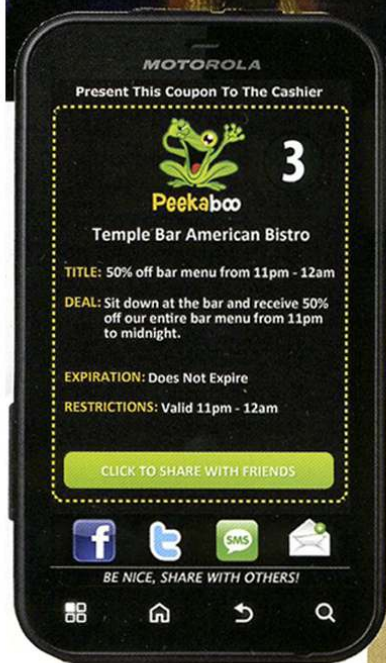 MOTOROLA
Present This Coupon To The Cashier
3
Peekaboo
Temple Bar American Bistro
TITLE: 50% off bar menu from 11pm - 12am
DEAL: Sit down at the bar and receive 50%
off our entire bar menu from 11pm
to midnight.
EXPIRATION: Does Not Expire
RESTRICTIONS: Valid 11pm - 12am
CLICK TO SHARE WITH FRIENDS
f
t
SMS
BE NICE, SHARE WITH OTHERS!